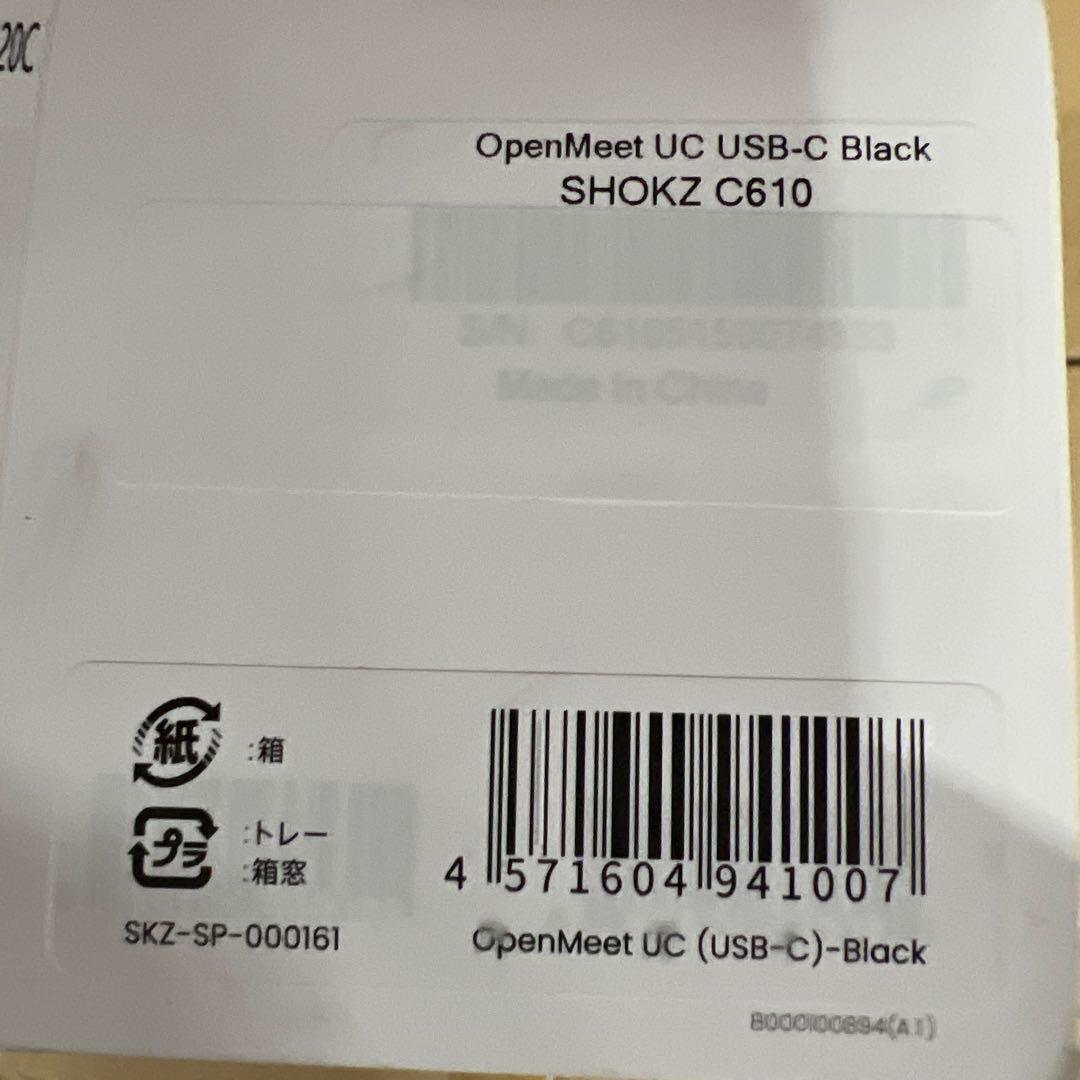 20C
OpenMeet UC USB-C Black
SHOKZ C610
Made in China
紙 :箱
プラ :トレー
:箱窓
4 571604 941007
SKZ-SP-000161
OpenMeet UC (USB-C)-Black